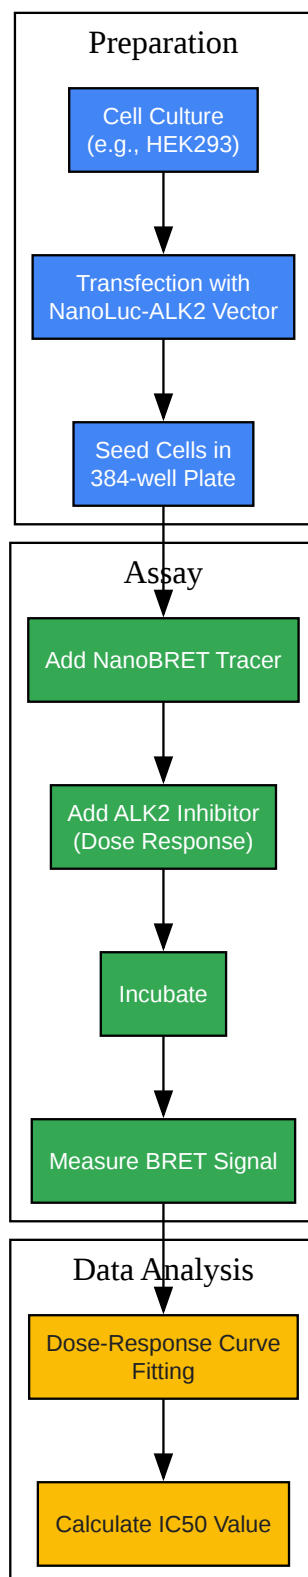 Preparation
Cell Culture
(e.g., HEK293)
Transfection with
NanoLuc-ALK2 Vector
Seed Cells in
384-well Plate
Assay
Add NanoBRET Tracer
Add ALK2 Inhibitor
(Dose Response)
Incubate
Measure BRET Signal
Data Analysis
Dose-Response Curve
Fitting
Calculate IC50 Value